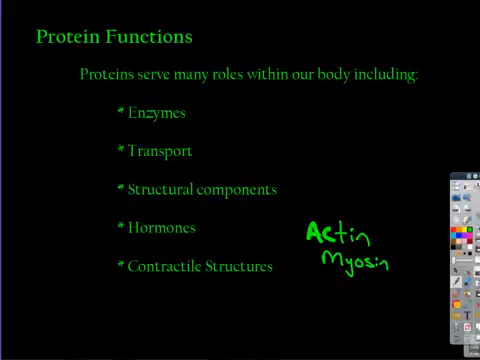 Protein Functions
Proteins serve many roles within our body including:
* Enzymes
* Transport
* Structural components
* Hormones
Actin
Myosin
* Contractile Structures